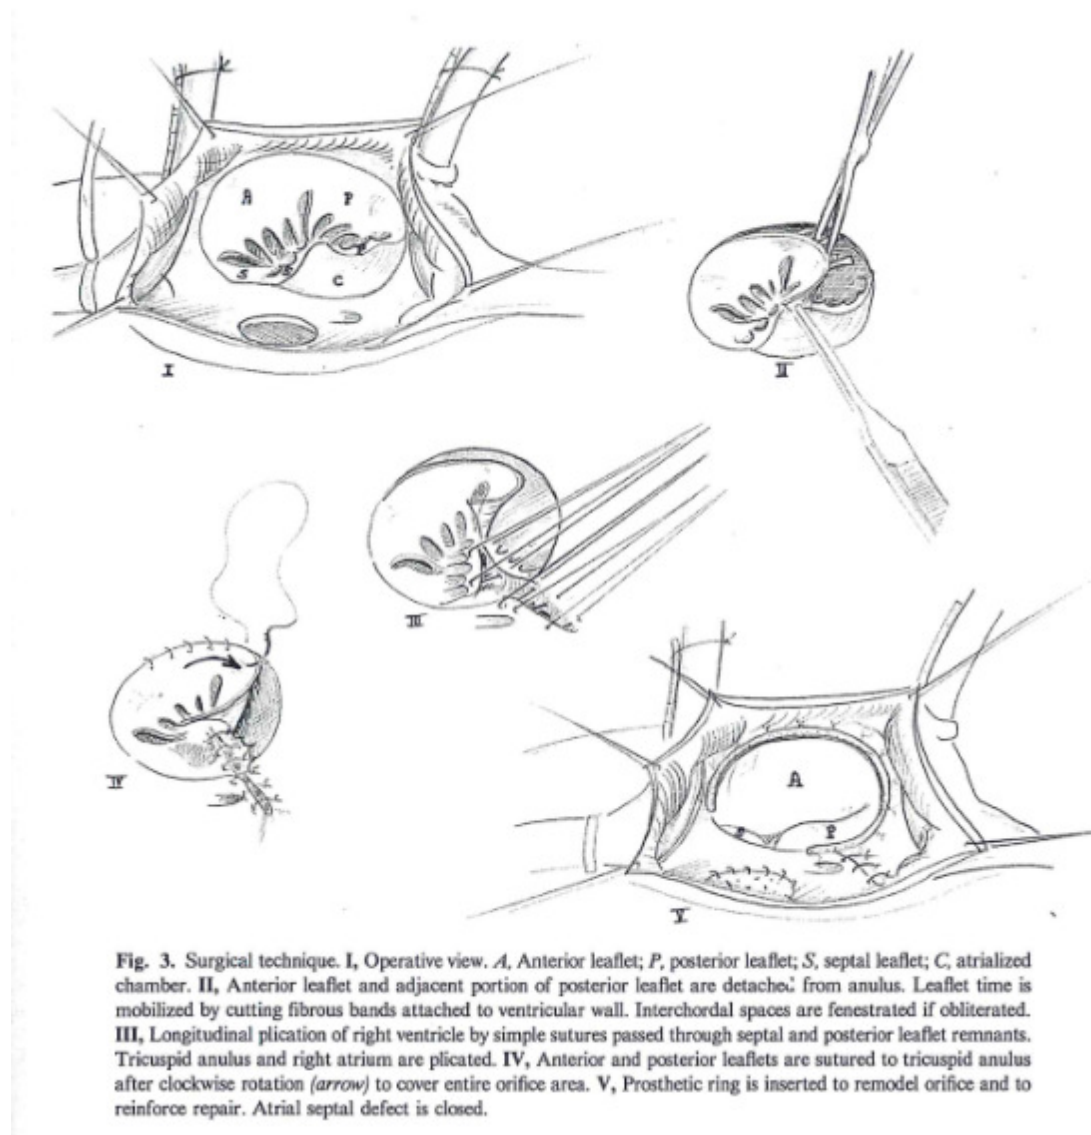 A
P
S
C
I
II
III
IV
A
P
S
V
Fig. 3. Surgical technique. I, Operative view. A, Anterior leaflet; P, posterior leaflet; S, septal leaflet; C, atrialized
chamber. II, Anterior leaflet and adjacent portion of posterior leaflet are detached from anulus. Leaflet time is
mobilized by cutting fibrous bands attached to ventricular wall. Interchordal spaces are fenestrated if obliterated.
III, Longitudinal plication of right ventricle by simple sutures passed through septal and posterior leaflet remnants.
Tricuspid anulus and right atrium are plicated. IV, Anterior and posterior leaflets are sutured to tricuspid anulus
after clockwise rotation (arrow) to cover entire orifice area. V, Prosthetic ring is inserted to remodel orifice and to
reinforce repair. Atrial septal defect is closed.